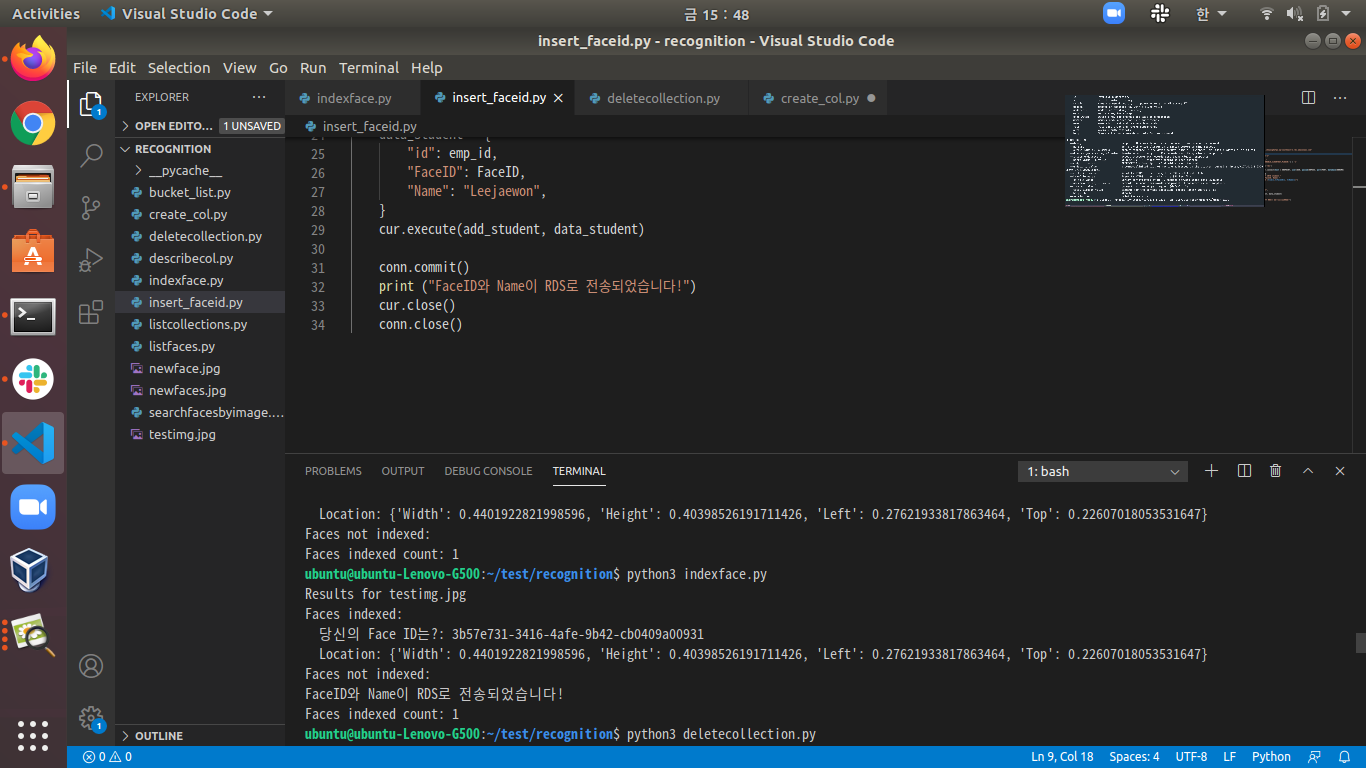 Activities Visual Studio Code 금 15 : 48 한
insert_faceid.py - recognition - Visual Studio Code
File Edit Selection View Go Run Terminal Help
EXPLORER ···
OPEN EDITO... 1 UNSAVED
RECOGNITION
__pycache__
bucket_list.py
create_col.py
deletecollection.py
describecol.py
indexface.py
insert_faceid.py
listcollections.py
listfaces.py
newface.jpg
newfaces.jpg
searchfacesbyimage....
testimg.jpg
OUTLINE
1
1
indexface.py insert_faceid.py deletecollection.py create_col.py
insert_faceid.py
25 "id": emp_id,
26 "FaceID": FaceID,
27 "Name": "Leejaewon",
28 }
29 cur.execute(add_student, data_student)
30
31 conn.commit()
32 print ("FaceID와 Name이 RDS로 전송되었습니다!")
33 cur.close()
34 conn.close()
PROBLEMS OUTPUT DEBUG CONSOLE TERMINAL 1: bash
Location: {'Width': 0.4401922821998596, 'Height': 0.40398526191711426, 'Left': 0.27621933817863464, 'Top': 0.22607018053531647}
Faces not indexed:
Faces indexed count: 1
ubuntu@ubuntu-Lenovo-G500:~/test/recognition$ python3 indexface.py
Results for testimg.jpg
Faces indexed:
당신의 Face ID는?: 3b57e731-3416-4afe-9b42-cb0409a00931
Location: {'Width': 0.4401922821998596, 'Height': 0.40398526191711426, 'Left': 0.27621933817863464, 'Top': 0.22607018053531647}
Faces not indexed:
FaceID와 Name이 RDS로 전송되었습니다!
Faces indexed count: 1
ubuntu@ubuntu-Lenovo-G500:~/test/recognition$ python3 deletecollection.py
0 0 Ln 9, Col 18 Spaces: 4 UTF-8 LF Python